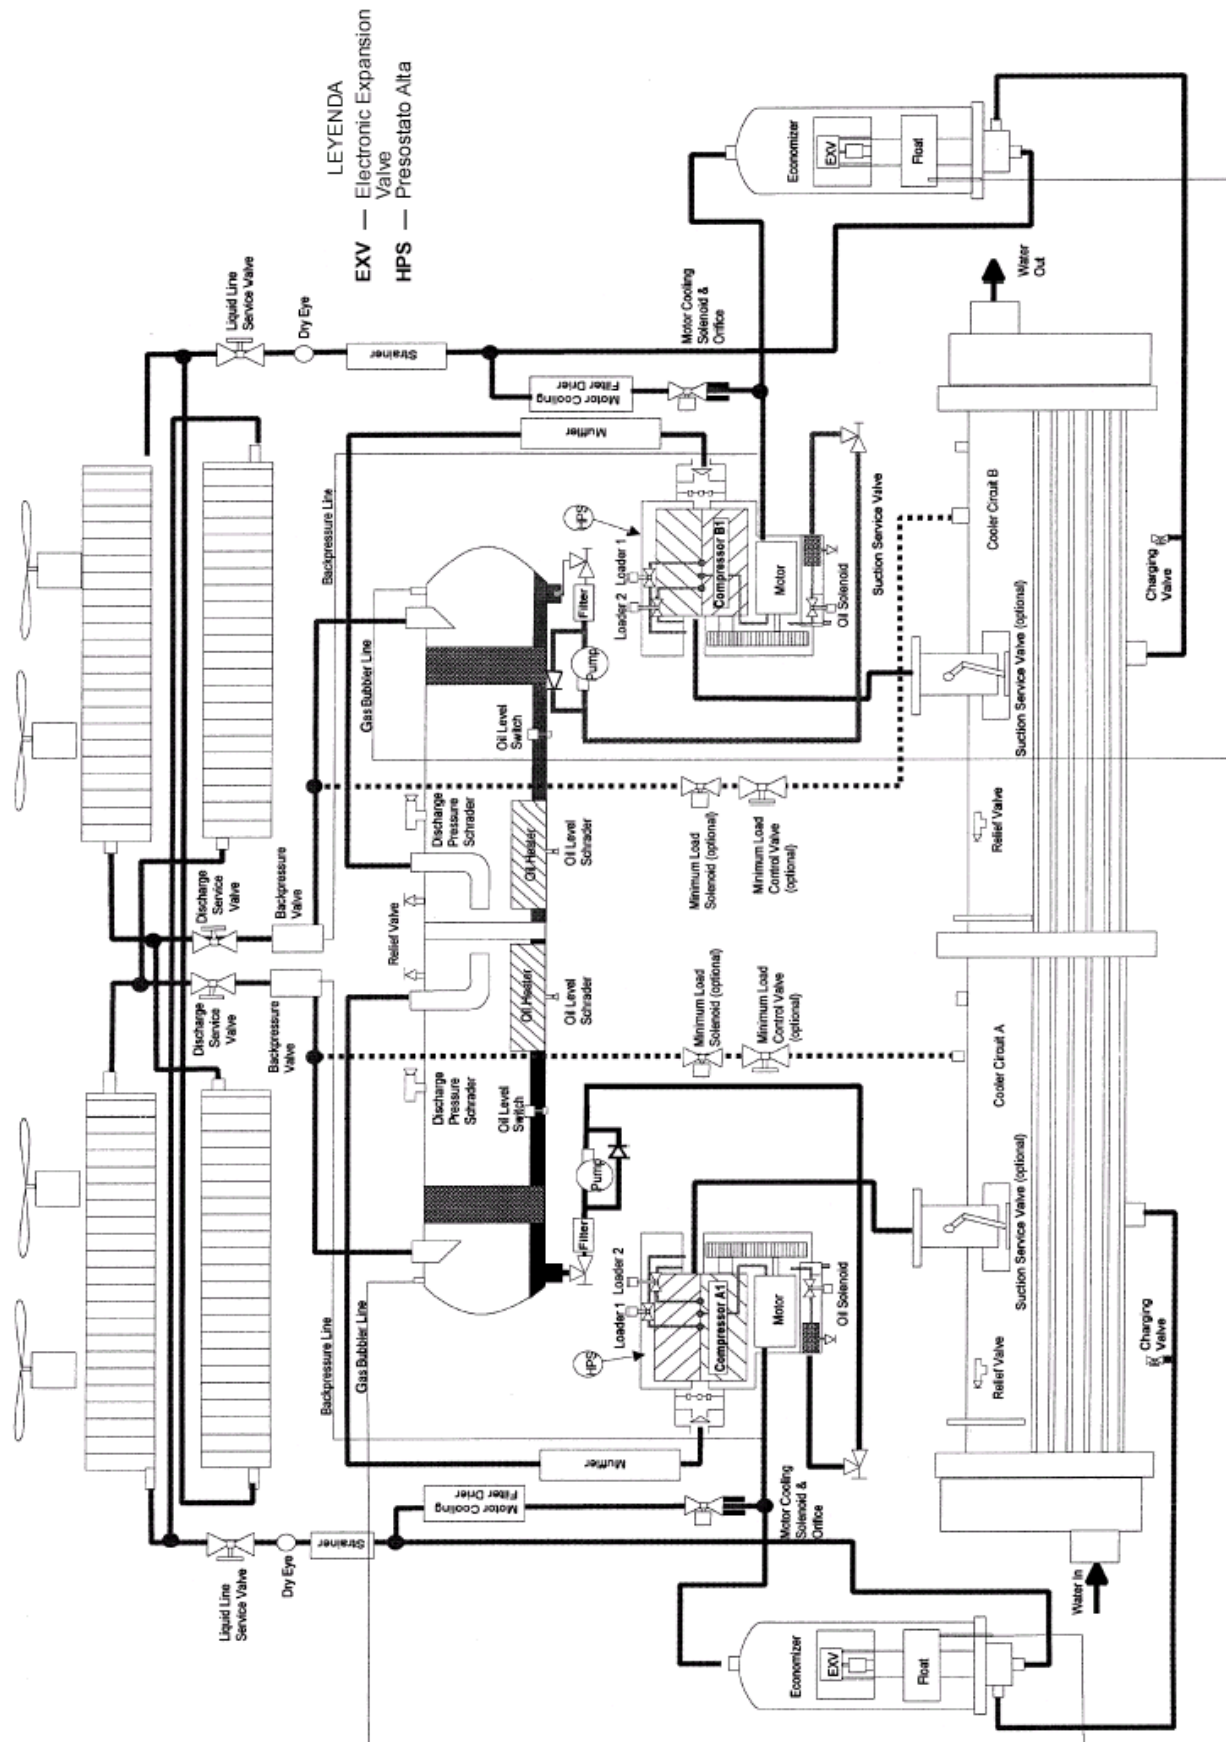 LEYENDA
EXV — Electronic Expansion
Valve
HPS — Presostato Alta
Liquid Line
Service Valve
Dry Eye
Strainer
Motor Cooling
Filter Drier
Muffler
Motor Cooling
Solenoid &
Orifice
Economizer
EXV
Float
Water
Out
Backpressure Line
Gas Bubbler Line
HPS
Loader 2
Loader 1
Compressor B1
Motor
Oil Solenoid
Suction Service Valve
Cooler Circuit B
Charging
Valve
Suction Service Valve (optional)
Filter
Pump
Oil Level
Switch
Discharge
Pressure
Schrader
Oil Heater
Oil Level
Schrader
Minimum Load
Solenoid (optional)
Minimum Load
Control Valve
(optional)
Relief Valve
Discharge
Service
Valve
Backpressure
Valve
Relief Valve
Discharge
Service
Valve
Backpressure
Valve
Oil Heater
Oil Level
Schrader
Minimum Load
Solenoid (optional)
Minimum Load
Control Valve
(optional)
Discharge
Pressure
Schrader
Oil Level
Switch
Cooler Circuit A
Pump
Filter
Suction Service Valve (optional)
Loader 1
Loader 2
HPS
Compressor A1
Motor
Oil Solenoid
Relief Valve
Charging
Valve
Backpressure Line
Gas Bubbler Line
Muffler
Motor Cooling
Filter Drier
Motor Cooling
Solenoid &
Orifice
Strainer
Dry Eye
Liquid Line
Service Valve
Water In
Economizer
EXV
Float